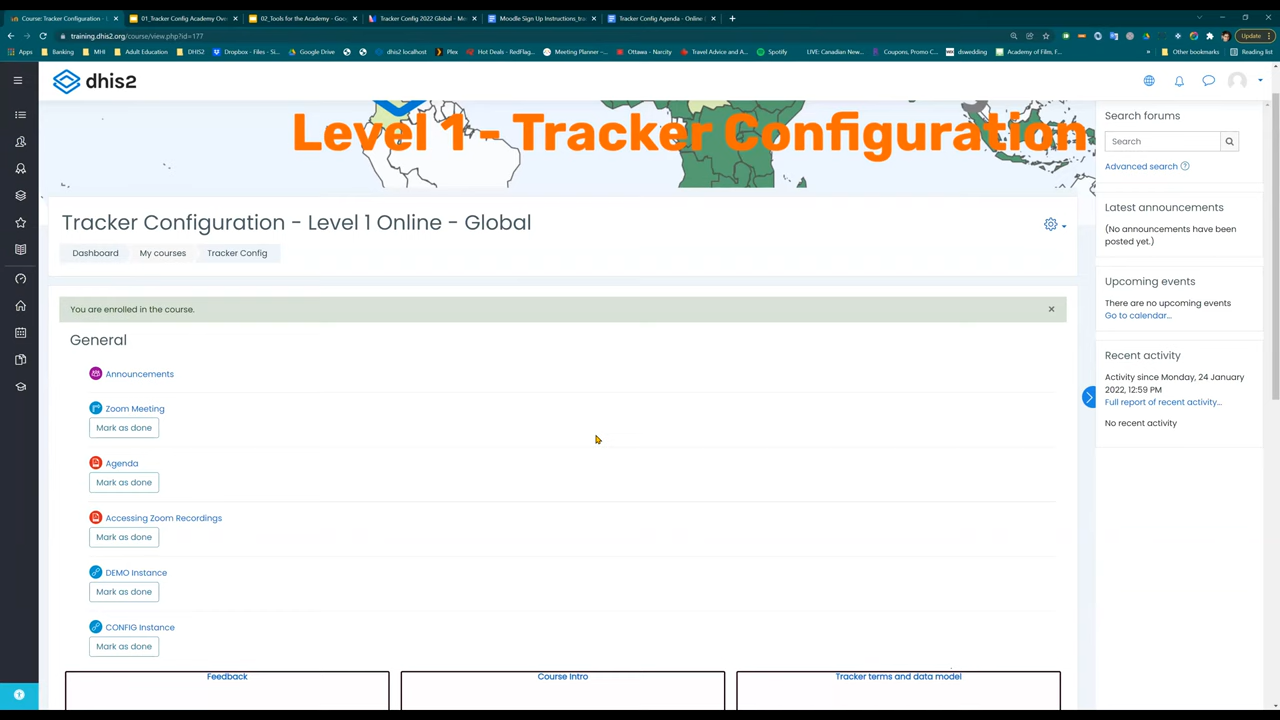 Course: Tracker Configuration - L
01_Tracker Config Academy Ove
02_Tools for the Academy - Goo
Tracker Config 2022 Global - Me
Moodle Sign Up Instructions_tra
Tracker Config Agenda - Online |
training.dhis2.org/course/view.php?id=177
Update
Apps
Banking
MHI
Adult Education
DHIS2
Dropbox - Files - Si...
Google Drive
dhis2 localhost
Plex
Hot Deals - RedFlag...
Meeting Planner -...
Ottawa - Narcity
Travel Advice and A...
Spotify
LIVE: Canadian New...
Coupons, Promo C...
dswedding
Academy of Film, F...
»
Other bookmarks
Reading list
dhis2
Level 1 - Tracker Configuration
Tracker Configuration - Level 1 Online - Global
Dashboard
My courses
Tracker Config
You are enrolled in the course.
×
General
Announcements
Zoom Meeting
Mark as done
Agenda
Mark as done
Accessing Zoom Recordings
Mark as done
DEMO Instance
Mark as done
CONFIG Instance
Mark as done
Feedback
Course Intro
Tracker terms and data model
Search forums
Search
Advanced search
Latest announcements
(No announcements have been
posted yet.)
Upcoming events
There are no upcoming events
Go to calendar...
Recent activity
Activity since Monday, 24 January
2022, 12:59 PM
Full report of recent activity...
No recent activity